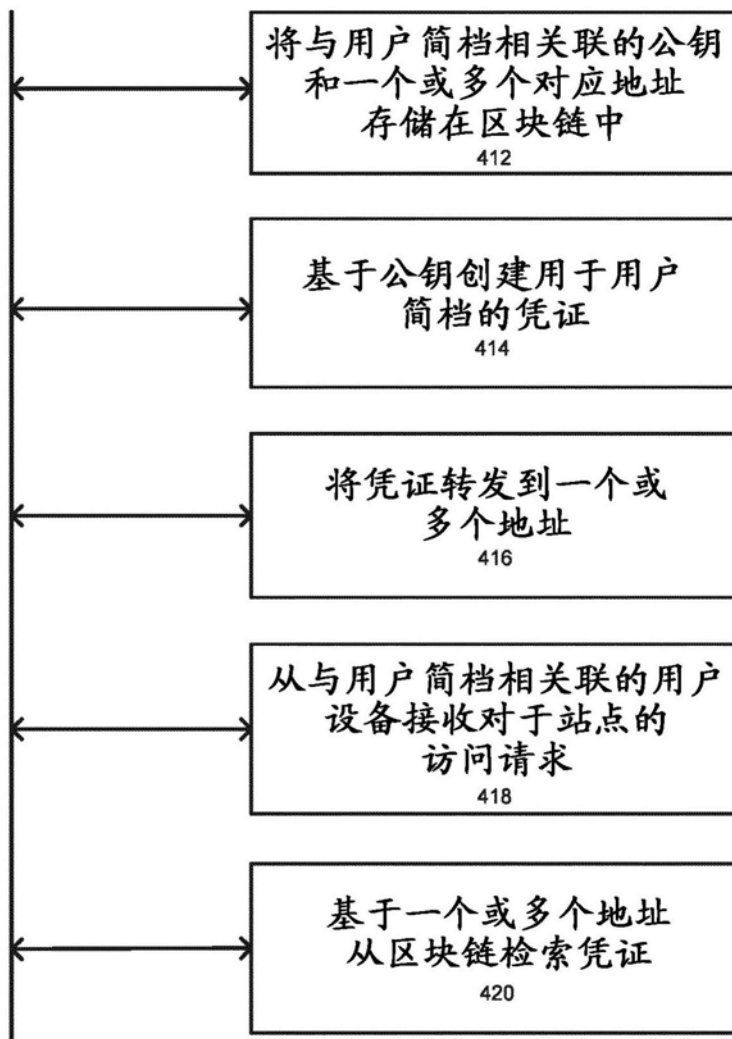 将与用户简档相关联的公钥
和一个或多个对应地址
存储在区块链中
412
基于公钥创建用于用户
简档的凭证
414
将凭证转发到一个或
多个地址
416
从与用户简档相关联的用户
设备接收对于站点的
访问请求
418
基于一个或多个地址
从区块链检索凭证
420